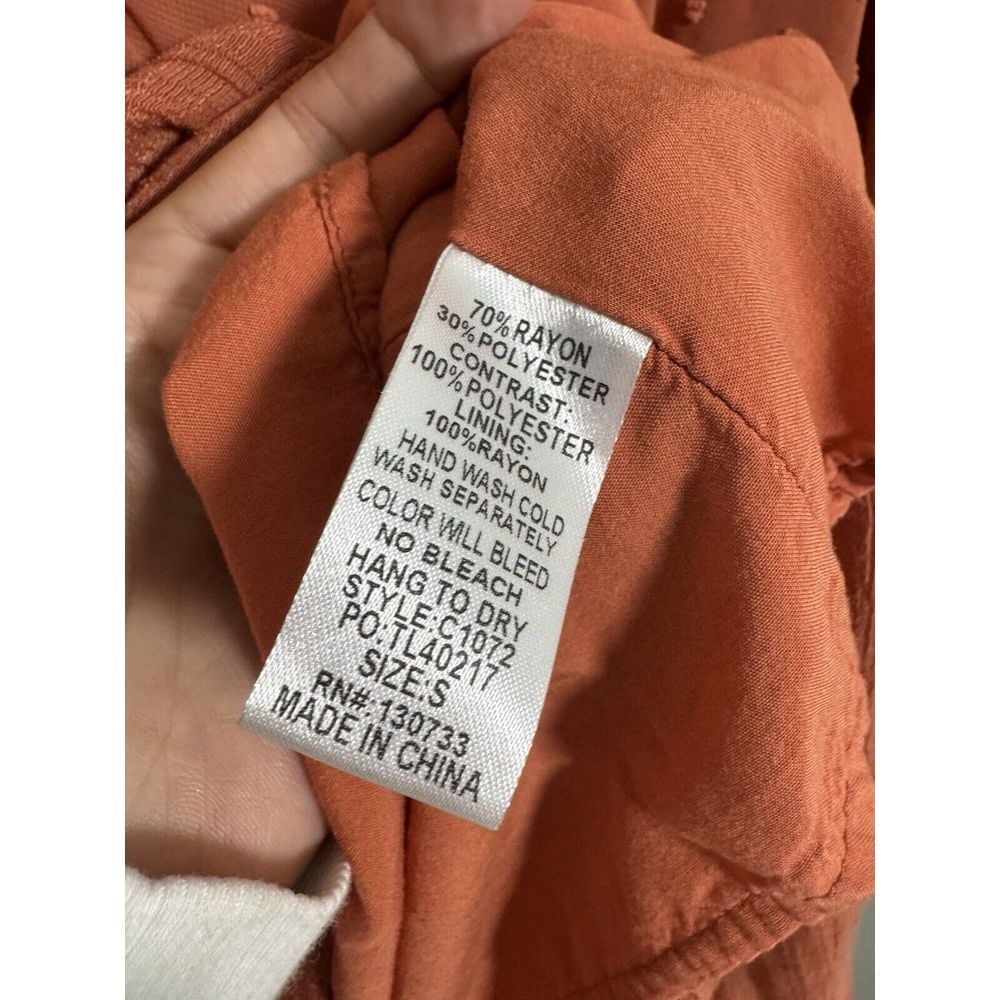 70% RAYON
30% POLYESTER
CONTRAST:
100% POLYESTER
LINING:
100%RAYON
HAND WASH COLD
WASH SEPARATELY
COLOR WILL BLEED
NO BLEACH
HANG TO DRY
STYLE:C1072
PO:TL40217
SIZE:S
RN#: 130733
MADE IN CHINA